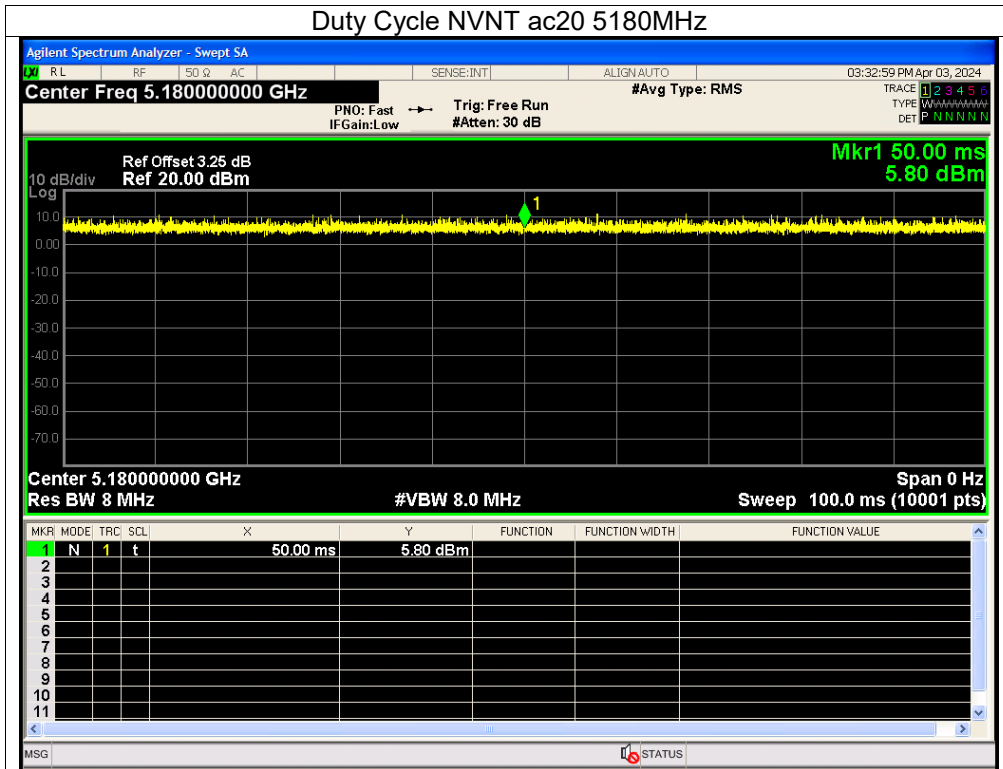 Duty Cycle NVNT ac20 5180MHz
Agilent Spectrum Analyzer - Swept SA
LXI RL RF 50 Ω AC SENSE:INT ALIGN AUTO 03:32:59 PM Apr 03, 2024
Center Freq 5.180000000 GHz #Avg Type: RMS TRACE 1 2 3 4 5 6
PNO: Fast Trig: Free Run TYPE WWWWWW
IFGain:Low #Atten: 30 dB DET P N N N N N
Mkr1 50.00 ms
Ref Offset 3.25 dB
10 dB/div Ref 20.00 dBm 5.80 dBm
Log
1
10.0
0.00
-10.0
-20.0
-30.0
-40.0
-50.0
-60.0
-70.0
Center 5.180000000 GHz Span 0 Hz
Res BW 8 MHz #VBW 8.0 MHz Sweep 100.0 ms (10001 pts)
MKR MODE TRC SCL X Y FUNCTION FUNCTION WIDTH FUNCTION VALUE
1 N 1 t 50.00 ms 5.80 dBm
2
3
4
5
6
7
8
9
10
11
MSG STATUS